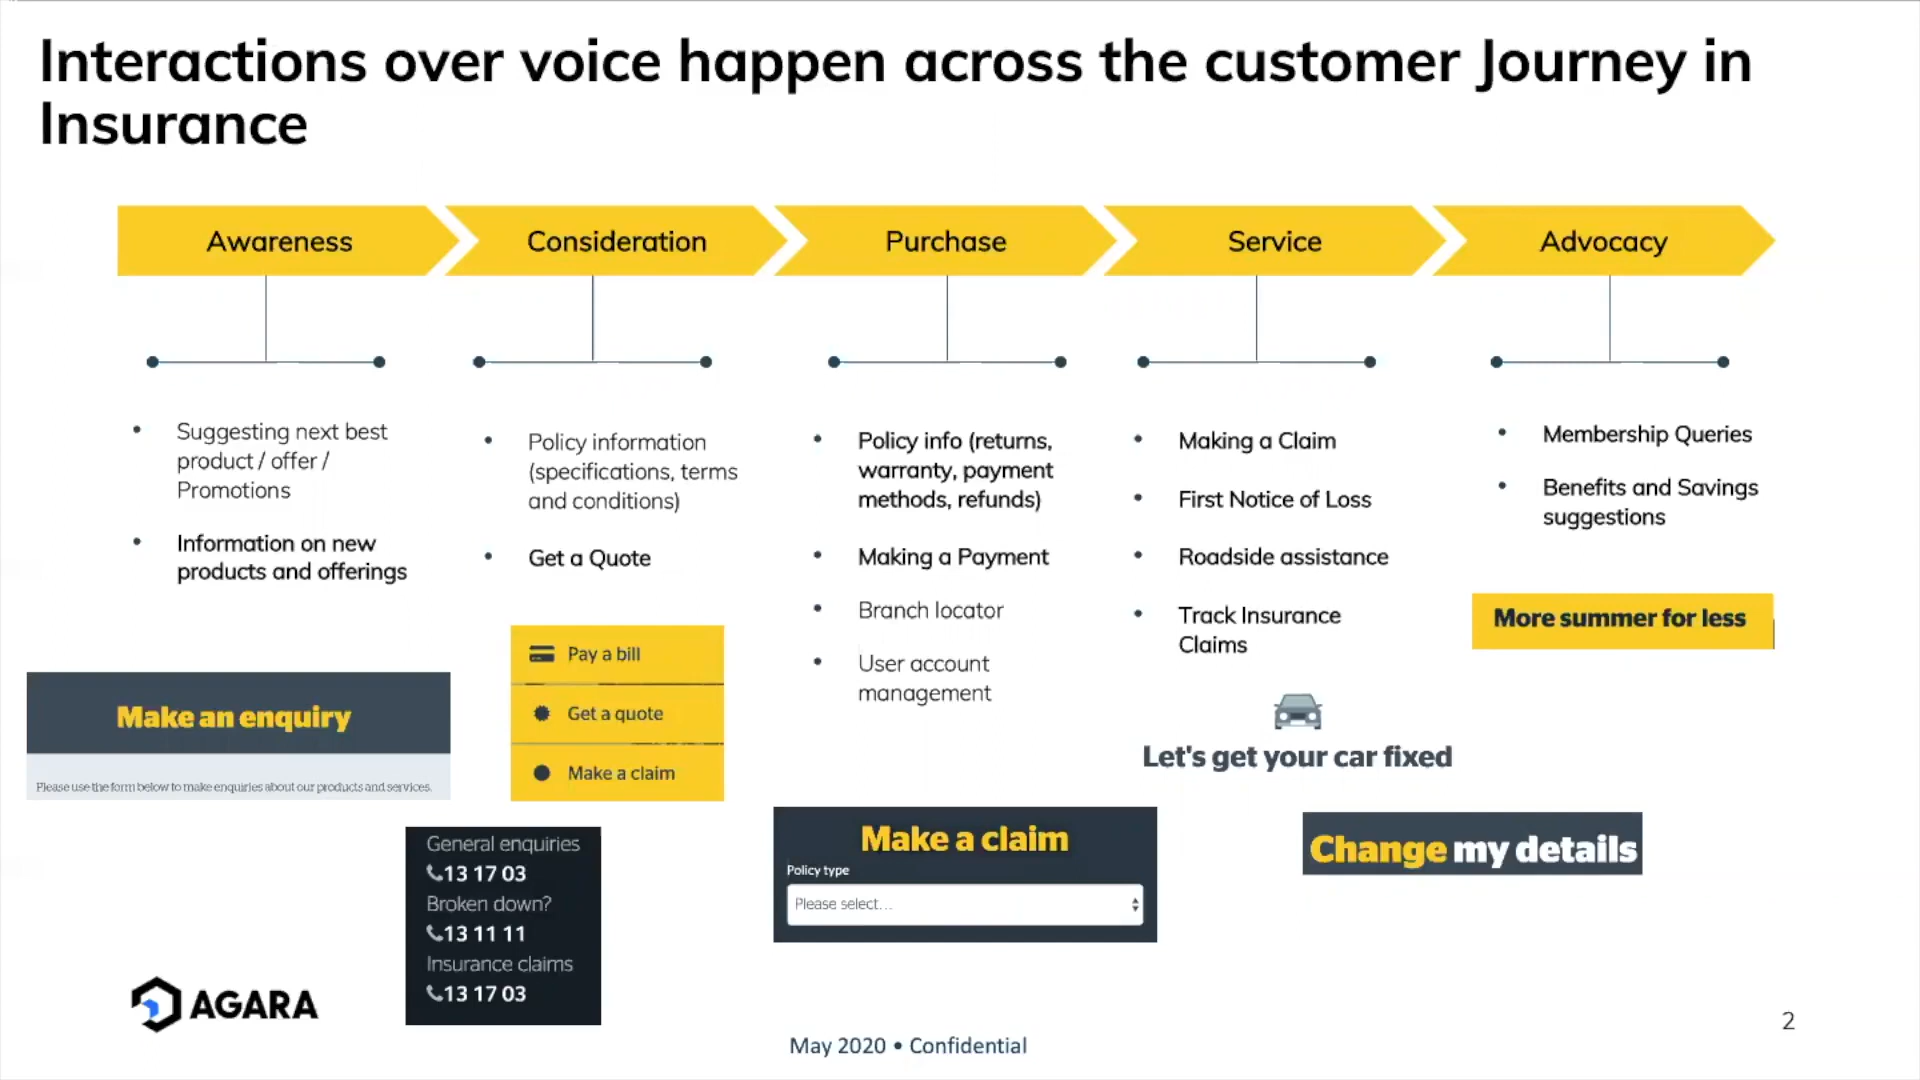 Interactions over voice happen across the customer Journey in
Insurance
Awareness
Consideration
Purchase
Service
Advocacy
• Suggesting next best
product / offer /
Promotions
• Information on new
products and offerings
• Policy information
(specifications, terms
and conditions)
• Get a Quote
• Policy info (returns,
warranty, payment
methods, refunds)
• Making a Payment
• Branch locator
• User account
management
• Making a Claim
• First Notice of Loss
• Roadside assistance
• Track Insurance
Claims
• Membership Queries
• Benefits and Savings
suggestions
Make an enquiry
Please use the form below to make enquiries about our products and services.
Pay a bill
Get a quote
Make a claim
General enquiries
13 17 03
Broken down?
13 11 11
Insurance claims
13 17 03
Make a claim
Policy type
Please select...
Let's get your car fixed
More summer for less
Change my details
AGARA
May 2020 • Confidential
2